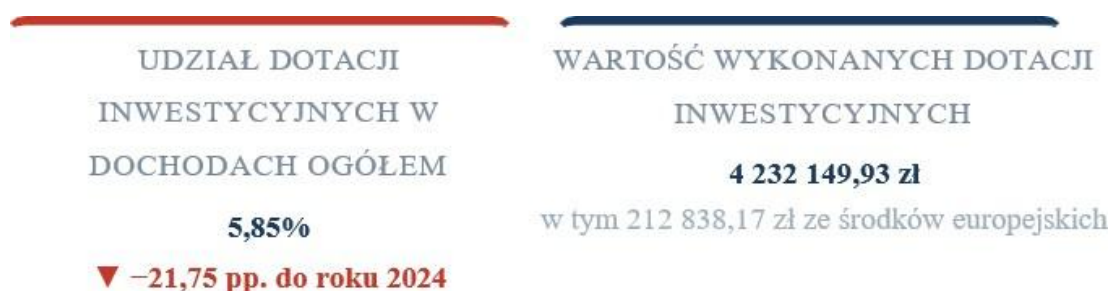 UDZIAŁ DOTACJI
INWESTYCYJNYCH W
DOCHODACH OGÓŁEM
5,85%
▼ −21,75 pp. do roku 2024
WARTOŚĆ WYKONANYCH DOTACJI
INWESTYCYJNYCH
4 232 149,93 zł
w tym 212 838,17 zł ze środków europejskich